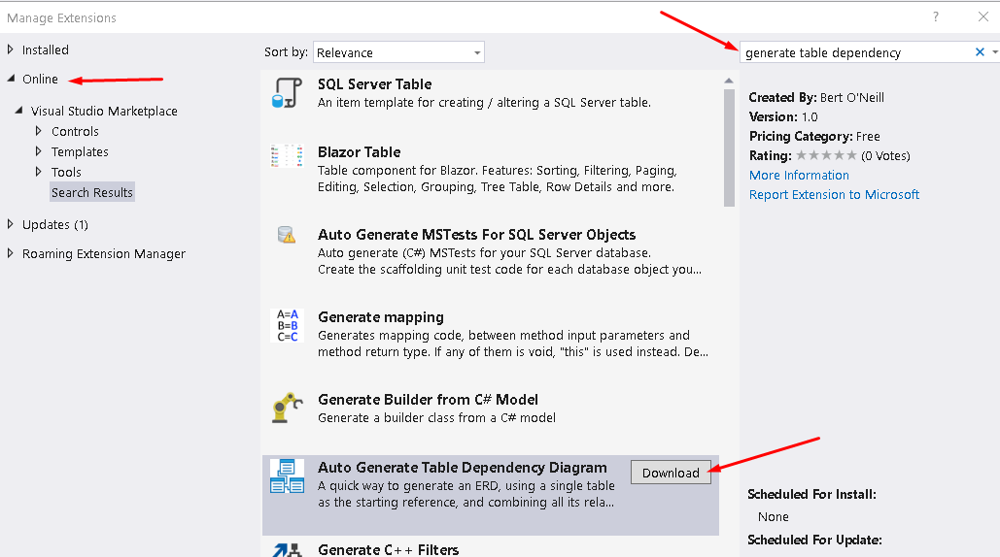 Manage Extensions
?
Installed
Online
Visual Studio Marketplace
Controls
Templates
Tools
Search Results
Updates (1)
Roaming Extension Manager
Sort by: Relevance
SQL Server Table
An item template for creating / altering a SQL Server table.
Blazor Table
Table component for Blazor. Features: Sorting, Filtering, Paging,
Editing, Selection, Grouping, Tree Table, Row Details and more.
Auto Generate MSTests For SQL Server Objects
Auto generate (C#) MSTests for your SQL Server database.
Create the scaffolding unit test code for each database object you...
A=A
B=B
C=C
Generate mapping
Generates mapping code, between method input parameters and
method return type. If any of them is void, "this" is used instead. De...
Generate Builder from C# Model
Generate a builder class from a C# model
Auto Generate Table Dependency Diagram
A quick way to generate an ERD, using a single table
as the starting reference, and combining all its rela...
Download
Generate C++ Filters
generate table dependency
Created By: Bert O'Neill
Version: 1.0
Pricing Category: Free
Rating: ★★★★★ (0 Votes)
More Information
Report Extension to Microsoft
Scheduled For Install:
None
Scheduled For Update: